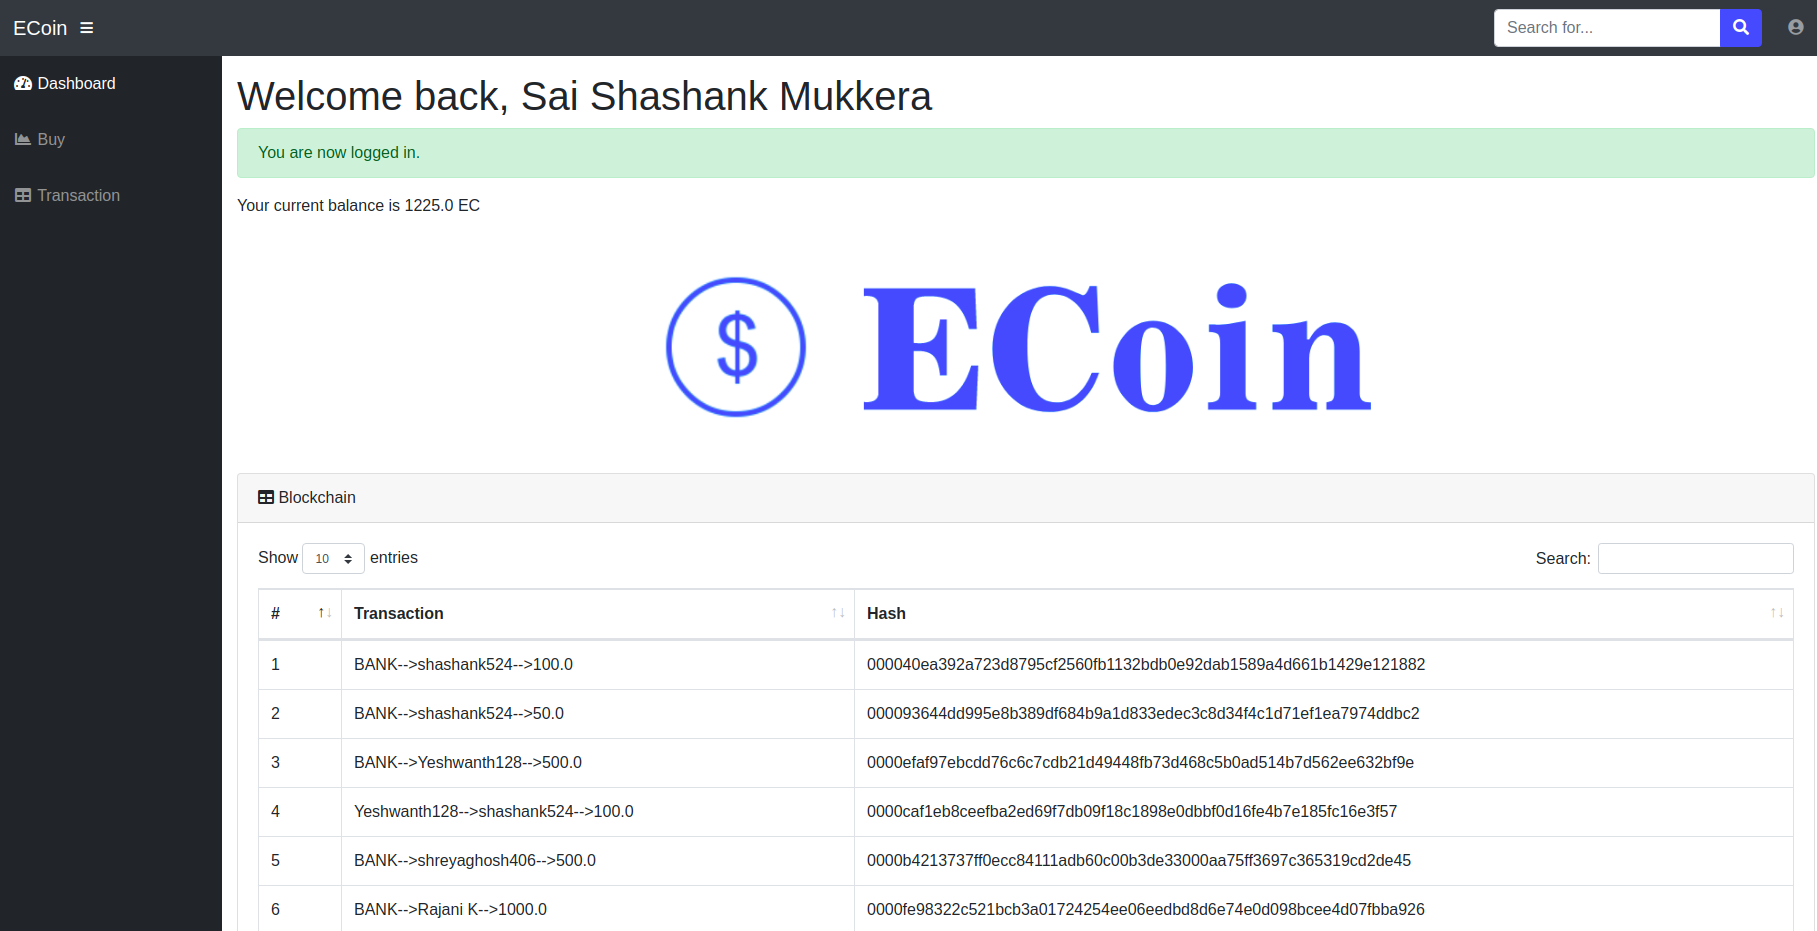 ECoin
Search for...
Dashboard
Buy
Transaction
Welcome back, Sai Shashank Mukkera
You are now logged in.
Your current balance is 1225.0 EC
$ ECoin
Blockchain
Show 10 entries Search:
# Transaction Hash
1 BANK-->shashank524-->100.0 000040ea392a723d8795cf2560fb1132bdb0e92dab1589a4d661b1429e121882
2 BANK-->shashank524-->50.0 000093644dd995e8b389df684b9a1d833edec3c8d34f4c1d71ef1ea7974ddbc2
3 BANK-->Yeshwanth128-->500.0 0000efaf97ebcdd76c6c7cdb21d49448fb73d468c5b0ad514b7d562ee632bf9e
4 Yeshwanth128-->shashank524-->100.0 0000caf1eb8ceefba2ed69f7db09f18c1898e0dbbf0d16fe4b7e185fc16e3f57
5 BANK-->shreyaghosh406-->500.0 0000b4213737ff0ecc84111adb60c00b3de33000aa75ff3697c365319cd2de45
6 BANK-->Rajani K-->1000.0 0000fe98322c521bcb3a01724254ee06eedbd8d6e74e0d098bcee4d07fbba926